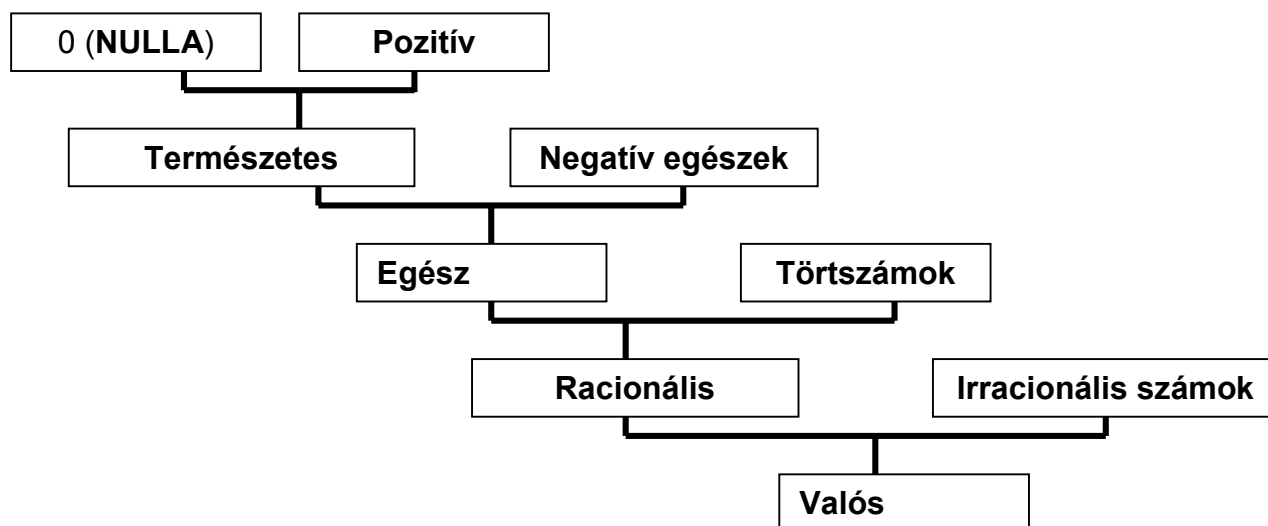 0 (NULLA)
Pozitív
Természetes
Negatív egészek
Egész
Törtszámok
Racionális
Irracionális számok
Valós